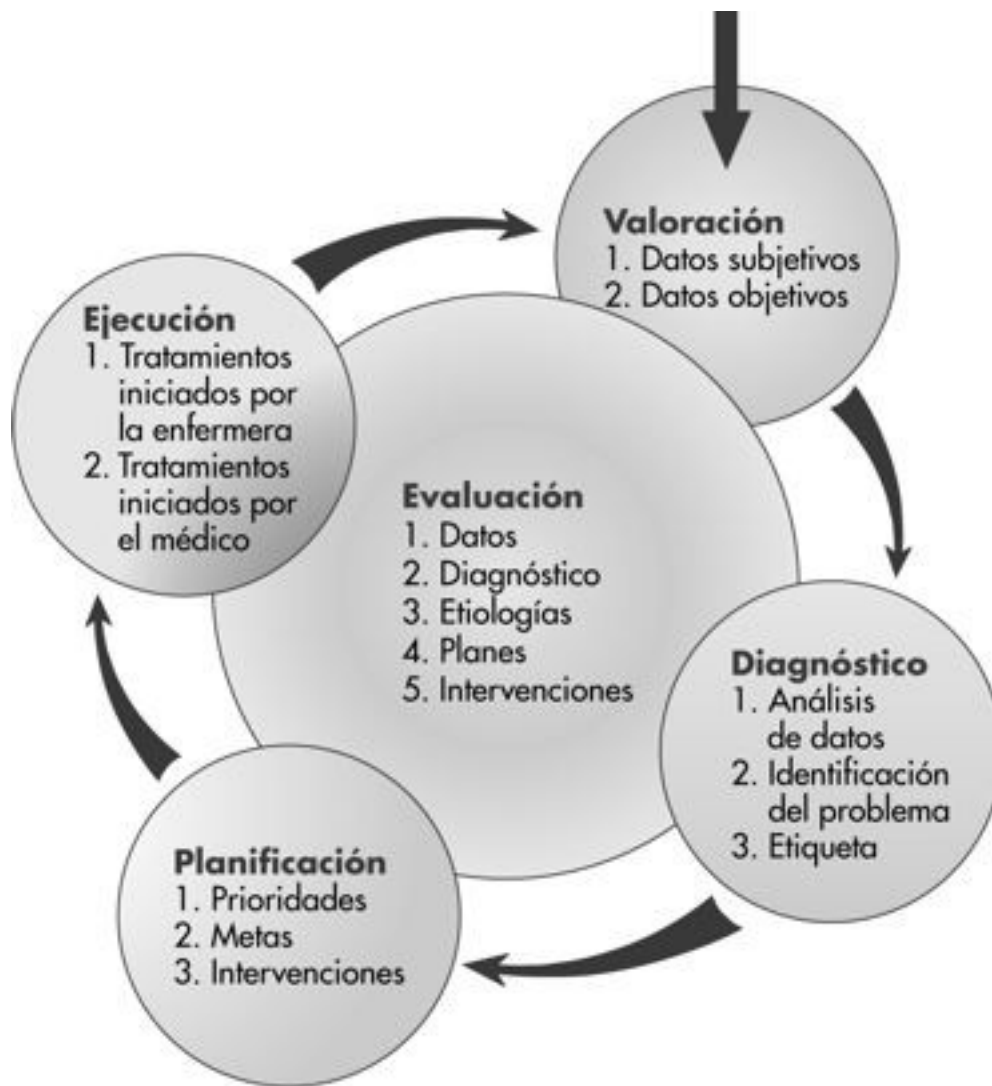 Valoración
1. Datos subjetivos
2. Datos objetivos
Ejecución
1. Tratamientos
iniciados por
la enfermera
2. Tratamientos
iniciados por
el médico
Evaluación
1. Datos
2. Diagnóstico
3. Etiologías
4. Planes
5. Intervenciones
Diagnóstico
1. Análisis
de datos
2. Identificación
del problema
3. Etiqueta
Planificación
1. Prioridades
2. Metas
3. Intervenciones